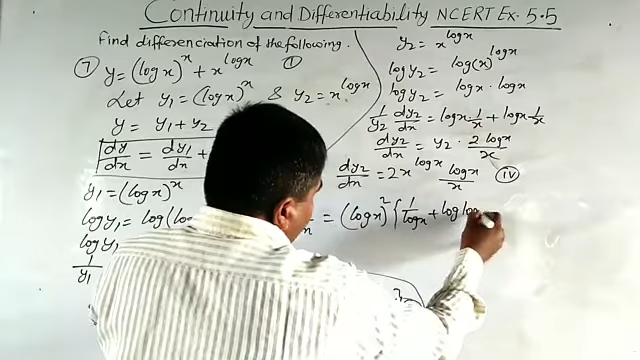 Continuity and Differentiability NCERT Ex. 5.5
Find differenciation of the following.
⑦ y = (log x)^x + x^{log x} ①
Let y₁ = (log x)^x & y₂ = x^{log x}
y = y₁ + y₂
dy/dx = dy₁/dx +
y₁ = (log x)^x
log y₁ = log(log
log y₁
1/y₁
y₂ = x^{log x}
log y₂ = log(x)^{log x}
log y₂ = log x · log x
1/y₂ dy₂/dx = log x · 1/x + log x · 1/x
dy₂/dx = y₂ · 2 log x/x
dy₂/dx = 2x^{log x} log x/x (IV)
= (log x)^2 { 1/log x + log log